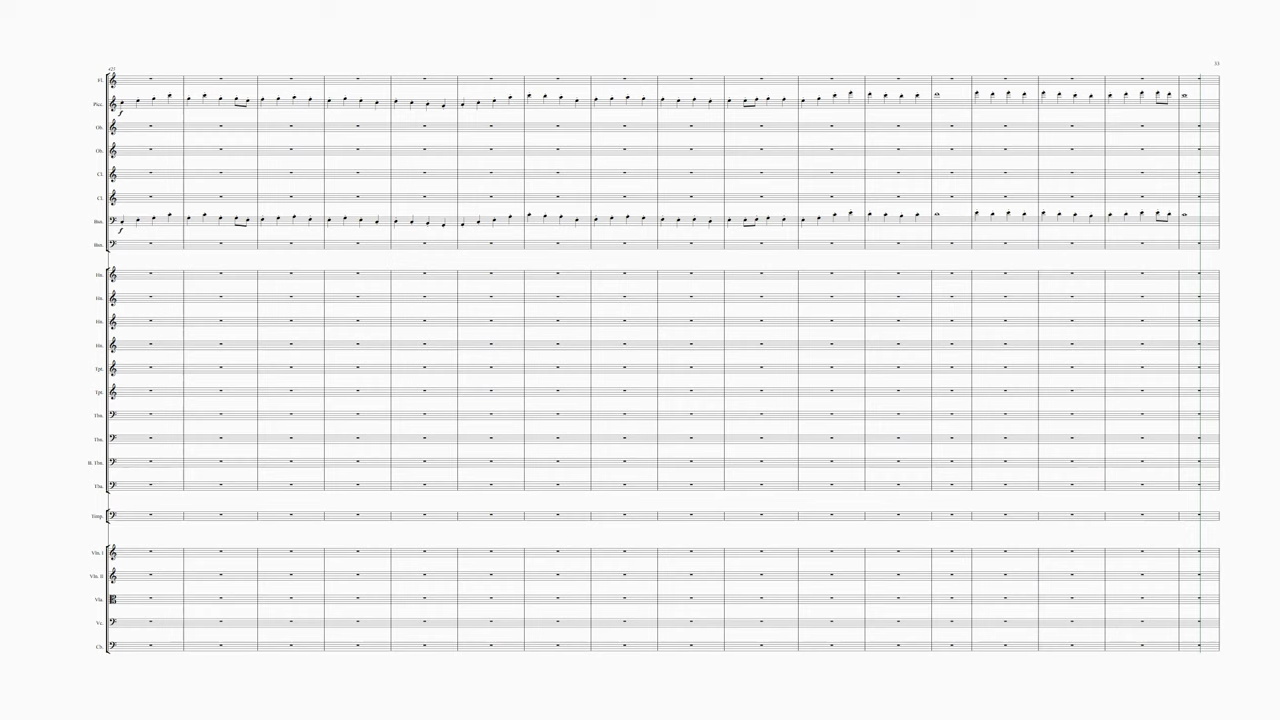 33
Fl.
Picc.
f
Ob.
Ob.
Cl.
Cl.
Bsn.
f
Bsn.
Hn.
Hn.
Hn.
Hn.
Tpt.
Tpt.
Tbn.
Tbn.
B. Tbn.
Tba.
Timp.
Vln. I
Vln. II
Vla.
Vc.
Cb.